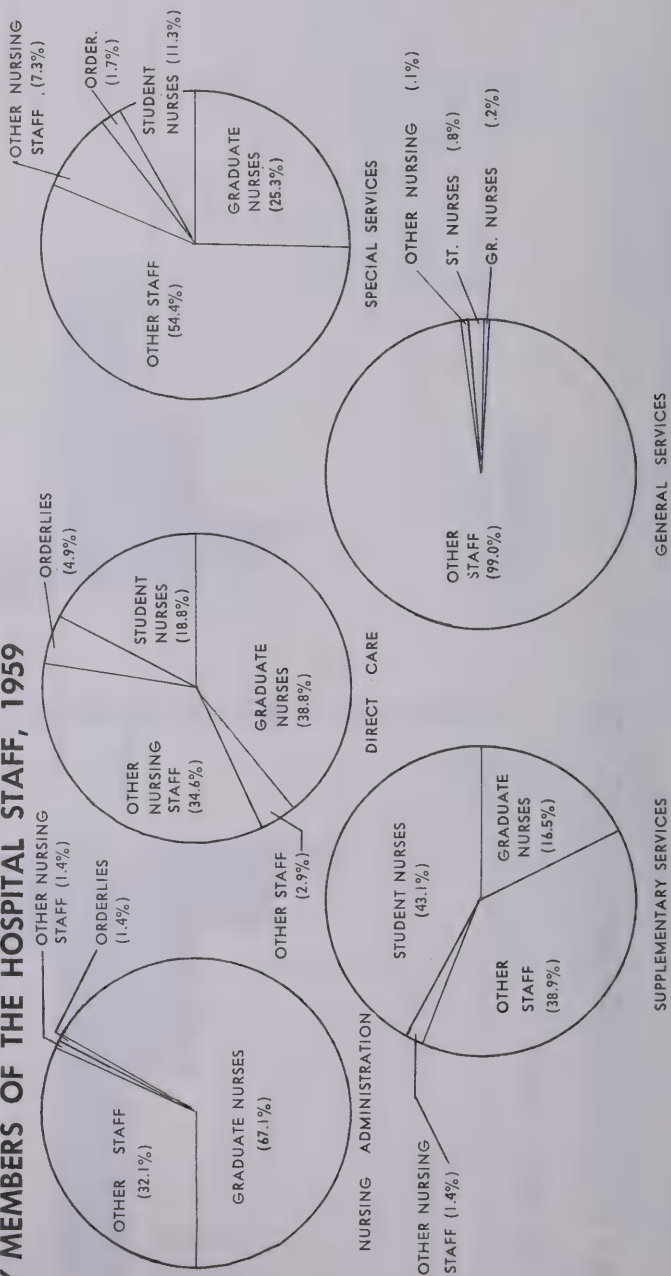 MEMBERS OF THE HOSPITAL STAFF, 1959
OTHER NURSING
STAFF (1.4%)
ORDERLIES
(1.4%)
OTHER STAFF
(32.1%)
GRADUATE NURSES
(67.1%)
NURSING ADMINISTRATION
ORDERLIES
(4.9%)
STUDENT
NURSES
(18.8%)
OTHER
NURSING
STAFF
(34.6%)
GRADUATE
NURSES
(38.8%)
OTHER STAFF
(2.9%)
DIRECT CARE
OTHER NURSING
STAFF (7.3%)
ORDER.
(1.7%)
STUDENT
NURSES (11.3%)
OTHER STAFF
(54.4%)
GRADUATE
NURSES
(25.3%)
SPECIAL SERVICES
OTHER NURSING
STAFF (1.4%)
STUDENT NURSES
(43.1%)
GRADUATE
NURSES
(16.5%)
OTHER
STAFF
(38.9%)
SUPPLEMENTARY SERVICES
OTHER NURSING (.1%)
ST. NURSES (.8%)
GR. NURSES (.2%)
OTHER
STAFF
(99.0%)
GENERAL SERVICES